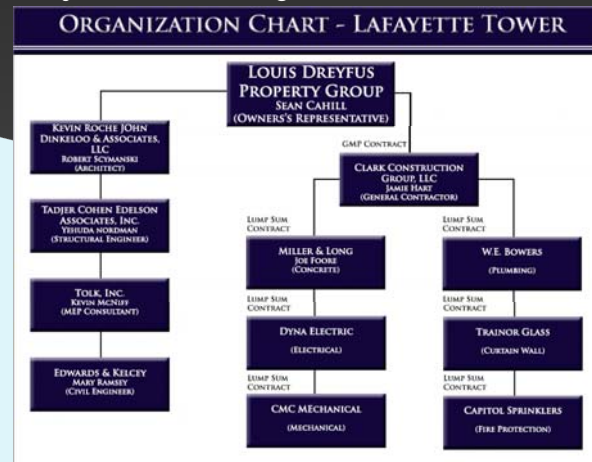 ORGANIZATION CHART - LAFAYETTE TOWER
LOUIS DREYFUS
PROPERTY GROUP
SEAN CAHILL
(OWNERS'S REPRESENTATIVE)
KEVIN ROCHE JOHN
DINKELOO & ASSOCIATES,
LLC
ROBERT SCYMANSKI
(ARCHITECT)
GMP CONTRACT
CLARK CONSTRUCTION
GROUP, LLC
JAMIE HART
(GENERAL CONTRACTOR)
TADJER COHEN EDELSON
ASSOCIATES, INC.
YEHUDA NORDMAN
(STRUCTURAL ENGINEER)
LUMP SUM
CONTRACT
MILLER & LONG
JOE FOORE
(CONCRETE)
LUMP SUM
CONTRACT
W.E. BOWERS
(PLUMBING)
TOLK, INC.
KEVIN MCNIFF
(MEP CONSULTANT)
LUMP SUM
CONTRACT
DYNA ELECTRIC
(ELECTRICAL)
LUMP SUM
CONTRACT
TRAINOR GLASS
(CURTAIN WALL)
EDWARDS & KELCEY
MARY RAMSEY
(CIVIL ENGINEER)
LUMP SUM
CONTRACT
CMC MECHANICAL
(MECHANICAL)
LUMP SUM
CONTRACT
CAPITOL SPRINKLERS
(FIRE PROTECTION)